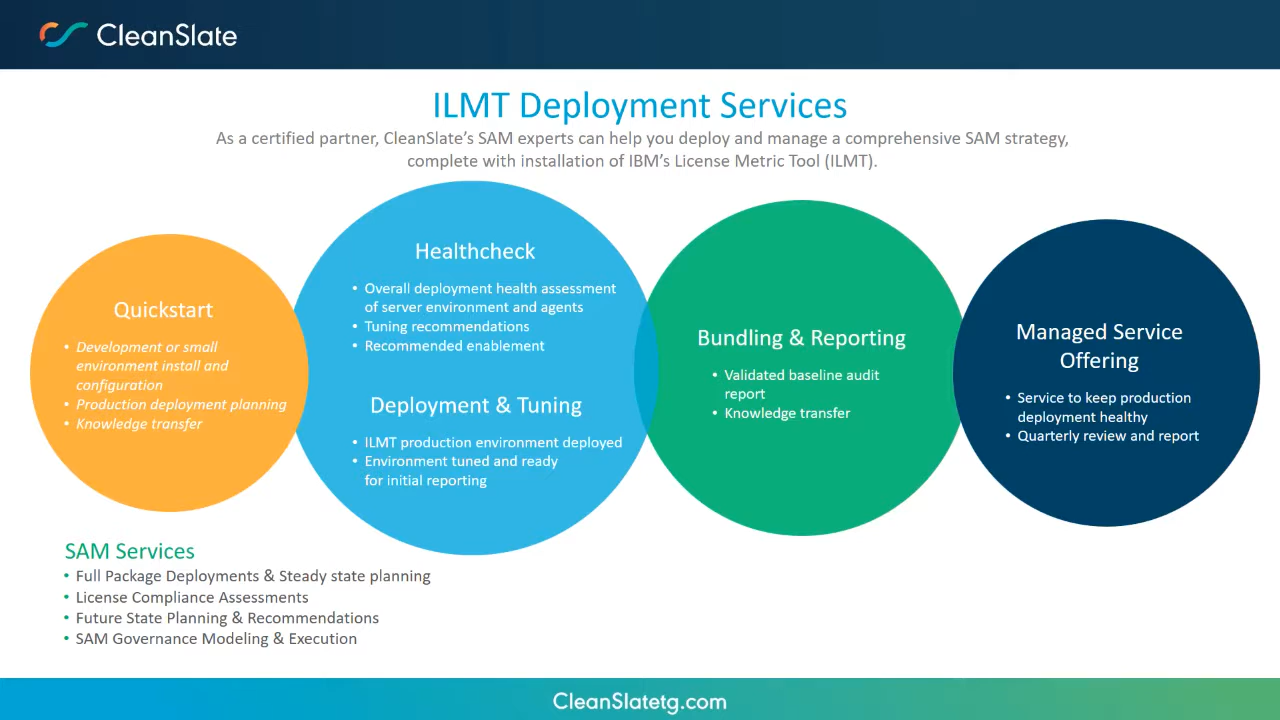 CleanSlate
ILMT Deployment Services
As a certified partner, CleanSlate's SAM experts can help you deploy and manage a comprehensive SAM strategy,
complete with installation of IBM's License Metric Tool (ILMT).
Quickstart
• Development or small
environment install and
configuration
• Production deployment planning
• Knowledge transfer
Healthcheck
• Overall deployment health assessment
of server environment and agents
• Tuning recommendations
• Recommended enablement
Deployment & Tuning
• ILMT production environment deployed
• Environment tuned and ready
for initial reporting
Bundling & Reporting
• Validated baseline audit
report
• Knowledge transfer
Managed Service
Offering
• Service to keep production
deployment healthy
• Quarterly review and report
SAM Services
• Full Package Deployments & Steady state planning
• License Compliance Assessments
• Future State Planning & Recommendations
• SAM Governance Modeling & Execution
CleanSlatetg.com